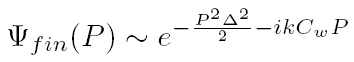 Ψ_{fin}(P) ∼ e^{-\frac{P^2 Δ^2}{2} - ikC_w P}